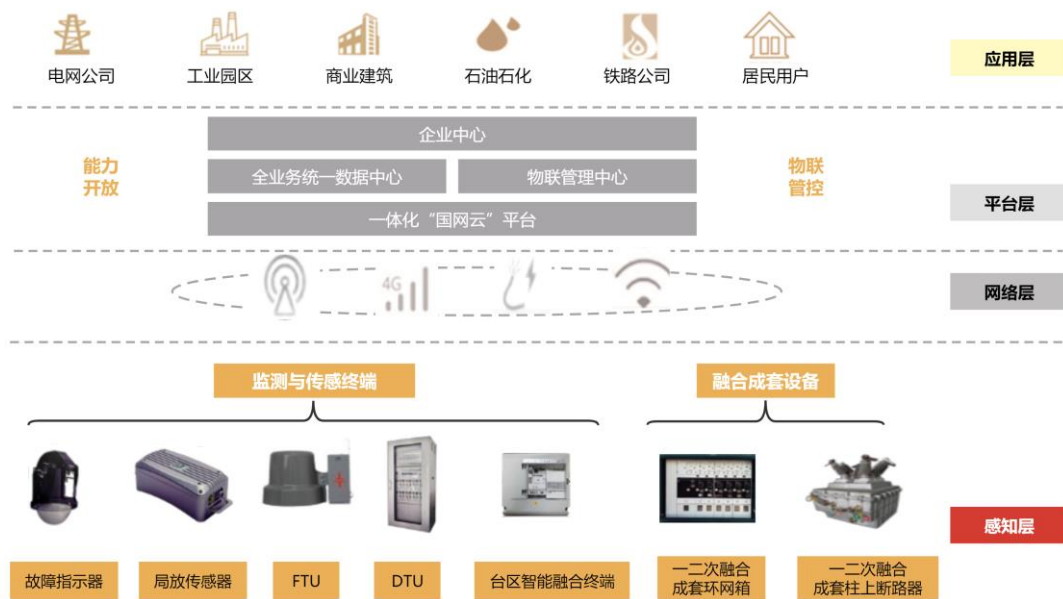 电网公司
工业园区
商业建筑
石油石化
铁路公司
居民用户
应用层
企业中心
能力
开放
全业务统一数据中心
物联管理中心
物联
管控
一体化“国网云”平台
平台层
4G
网络层
监测与传感终端
融合成套设备
感知层
故障指示器
局放传感器
FTU
DTU
台区智能融合终端
一二次融合
成套环网箱
一二次融合
成套柱上断路器